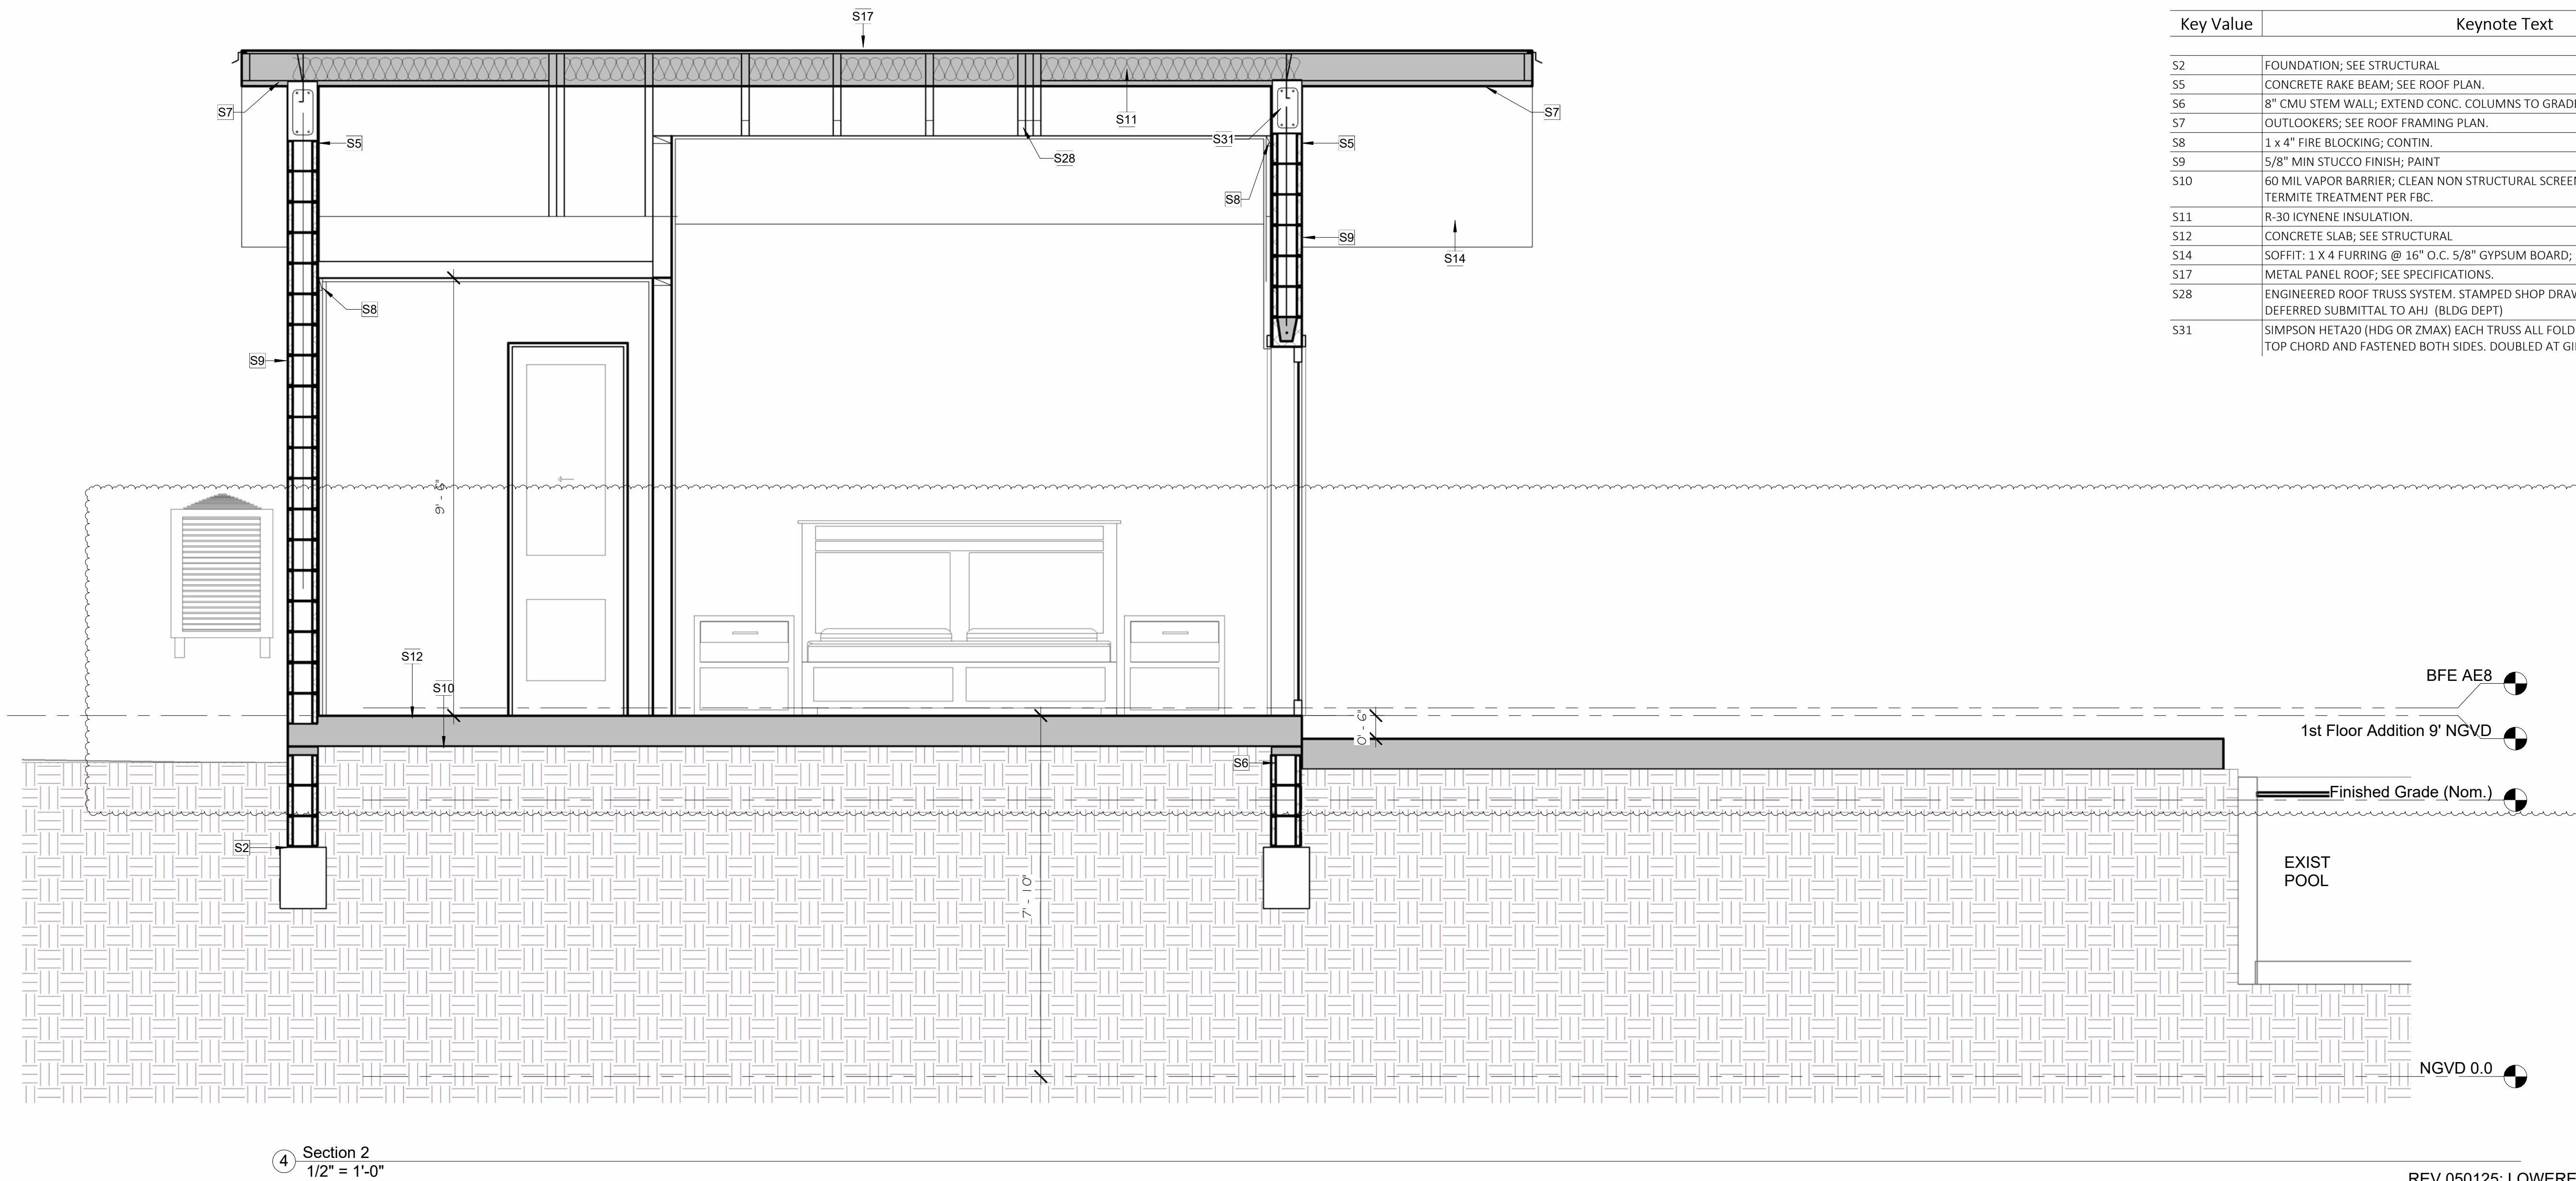 S17
Key Value Keynote Text
S2 FOUNDATION; SEE STRUCTURAL
S5 CONCRETE RAKE BEAM; SEE ROOF PLAN.
S6 8" CMU STEM WALL; EXTEND CONC. COLUMNS TO GRADE
S7 OUTLOOKERS; SEE ROOF FRAMING PLAN.
S8 1 x 4" FIRE BLOCKING; CONTIN.
S9 5/8" MIN STUCCO FINISH; PAINT
S10 60 MIL VAPOR BARRIER; CLEAN NON STRUCTURAL
TERMITE TREATMENT PER FBC.
S11 R-30 ICYNENE INSULATION.
S12 CONCRETE SLAB; SEE STRUCTURAL
S14 SOFFIT: 1 X 4 FURRING @ 16" O.C. 5/8" GYPSUM BOARD;
S17 METAL PANEL ROOF; SEE SPECIFICATIONS.
S28 ENGINEERED ROOF TRUSS SYSTEM. STAMPED SHOP
DEFERRED SUBMITTAL TO AHJ (BLDG DEPT)
S31 SIMPSON HETA20 (HDG OR ZMAX) EACH TRUSS ALL FOLD
TOP CHORD AND FASTENED BOTH SIDES. DOUBLED AT
S7
S11
S7
S5
S31
S5
S28
S8
S9
S14
S8
S9
9' - 6"
S12
S10
BFE AE8
0' - 6"
1st Floor Addition 9' NGVD
S6
Finished Grade (Nom.)
S2
EXIST
POOL
7' - 10"
NGVD 0.0
4 Section 2
1/2" = 1'-0"
REV 050125: